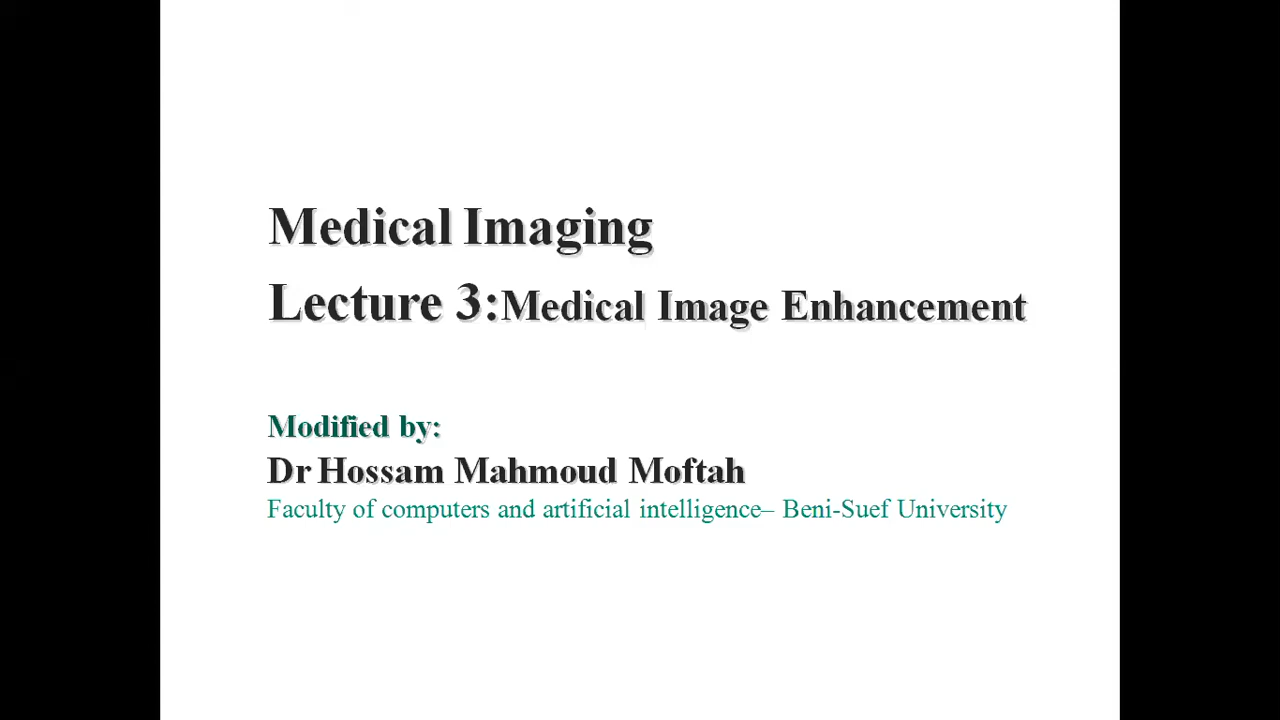 Medical Imaging
Lecture 3:Medical Image Enhancement
Modified by:
Dr Hossam Mahmoud Moftah
Faculty of computers and artificial intelligence– Beni-Suef University